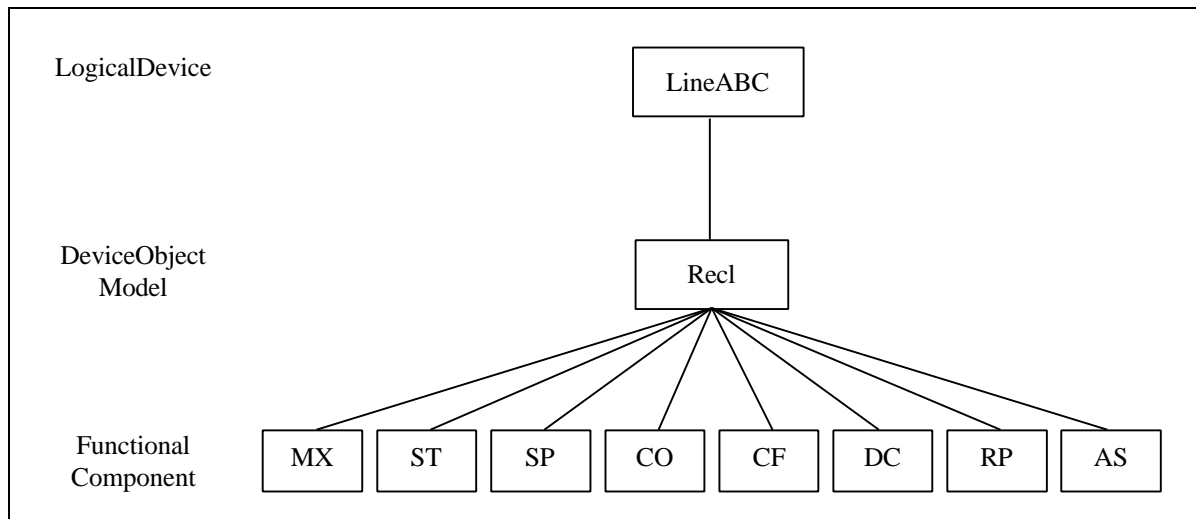 LogicalDevice
LineABC
DeviceObject
Model
Recl
Functional
Component
MX ST SP CO CF DC RP AS